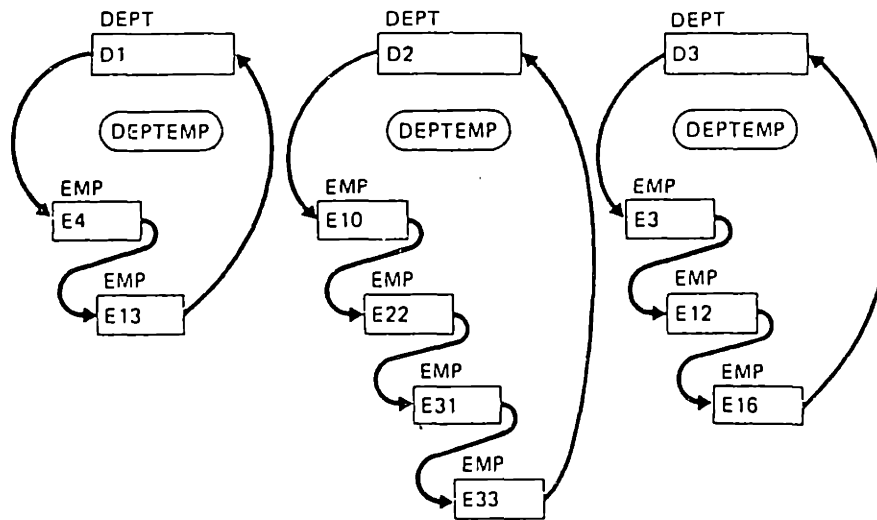 DEPT
D1
DEPTEMP
EMP
E4
EMP
E13
DEPT
D2
DEPTEMP
EMP
E10
EMP
E22
EMP
E31
EMP
E33
DEPT
D3
DEPTEMP
EMP
E3
EMP
E12
EMP
E16